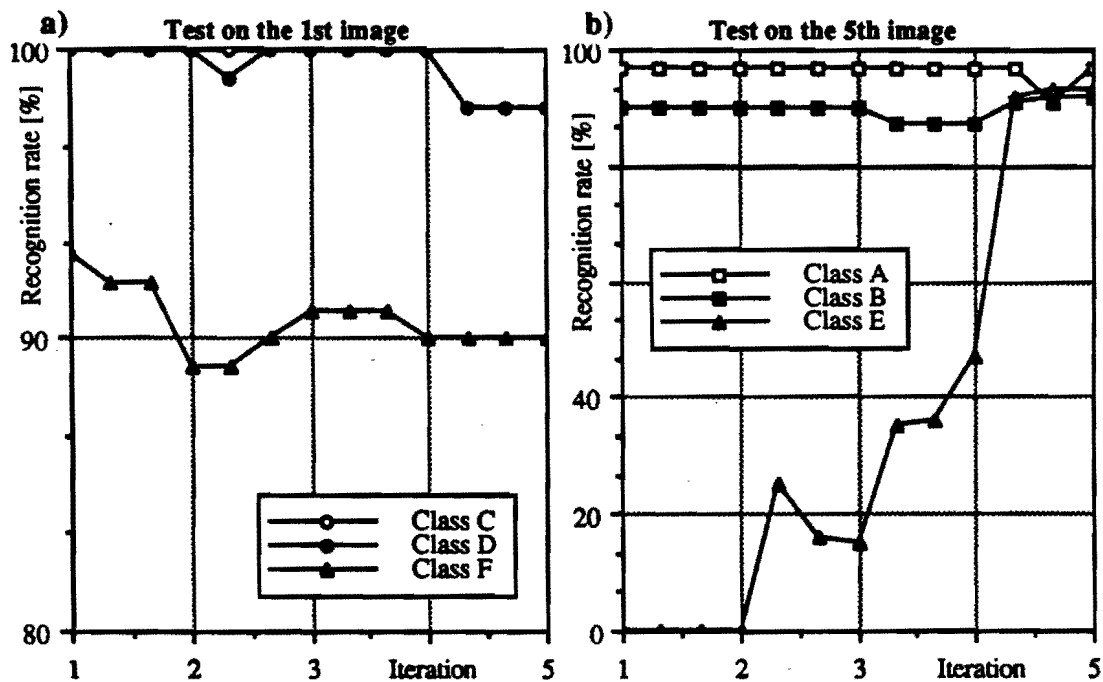 a)
Test on the 1st image
Recognition rate [%]
100
90
80
Class C
Class D
Class F
1
2
3
Iteration
5
b)
Test on the 5th image
Recognition rate [%]
100
40
20
0
Class A
Class B
Class E
1
2
3
Iteration
5